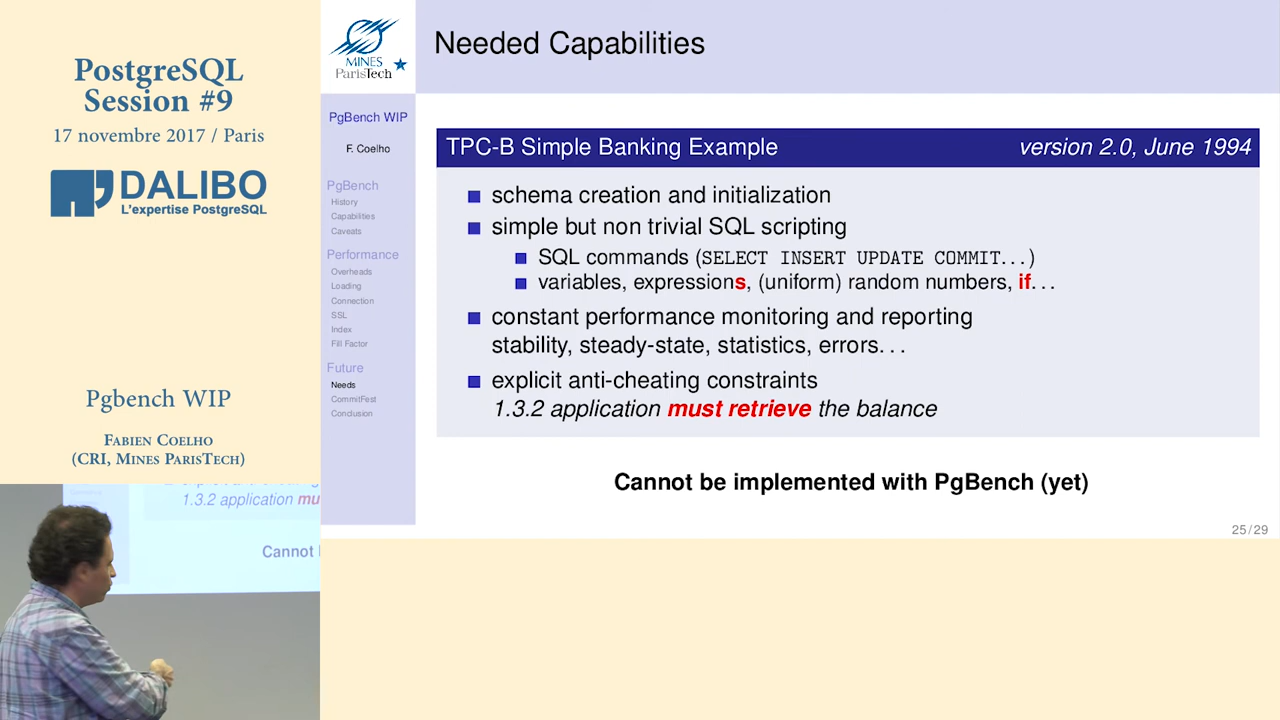 PostgreSQL
Session #9
17 novembre 2017 / Paris
DALIBO
L'expertise PostgreSQL
Pgbench WIP
Fabien Coelho
(CRI, Mines ParisTech)
1.3.2 application mu
Cannot
MINES
ParisTech
PgBench WIP
F. Coelho
PgBench
History
Capabilities
Caveats
Performance
Overheads
Loading
Connection
SSL
Index
Fill Factor
Future
Needs
CommitFest
Conclusion
Needed Capabilities
TPC-B Simple Banking Example version 2.0, June 1994
schema creation and initialization
simple but non trivial SQL scripting
SQL commands (SELECT INSERT UPDATE COMMIT...)
variables, expressions, (uniform) random numbers, if...
constant performance monitoring and reporting
stability, steady-state, statistics, errors...
explicit anti-cheating constraints
1.3.2 application must retrieve the balance
Cannot be implemented with PgBench (yet)
25/29